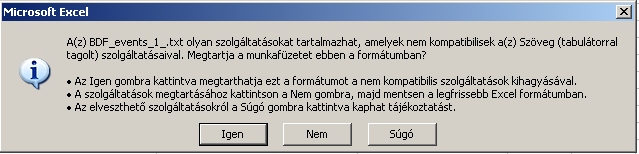 Microsoft Excel
A(z) BDF_events_1_.txt olyan szolgáltatásokat tartalmazhat, amelyek nem kompatibilisek a(z) Szöveg (tabulátorral
tagolt) szolgáltatásaival. Megtartja a munkafüzetet ebben a formátumban?
• Az Igen gombra kattintva megtarthatja ezt a formátumot a nem kompatibilis szolgáltatások kihagyásával.
• A szolgáltatások megtartásához kattintson a Nem gombra, majd mentsen a legfrissebb Excel formátumban.
• Az elveszthető szolgáltatásokról a Súgó gombra kattintva kaphat tájékoztatást.
Igen Nem Súgó